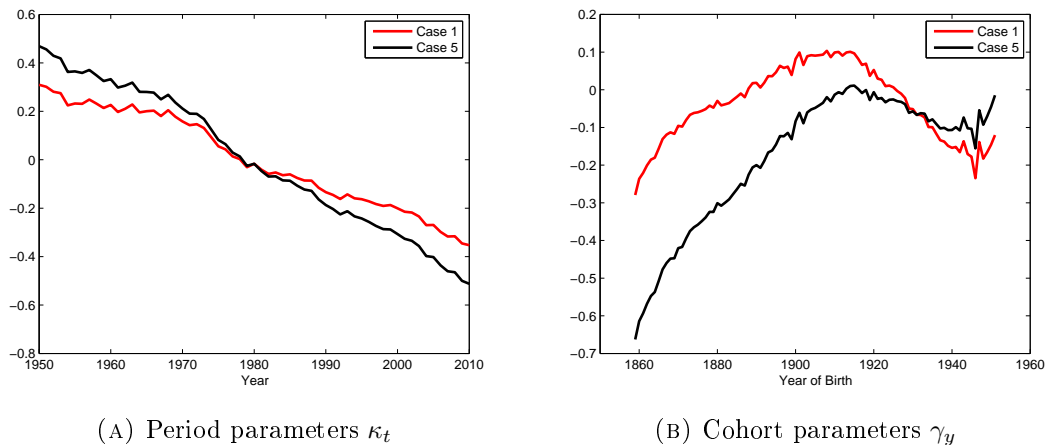 0.6
0.4
0.2
0
−0.2
−0.4
−0.6
−0.8
1950 1960 1970 1980 1990 2000 2010
Year
Case 1
Case 5
(A) Period parameters κt
0.2
0.1
0
−0.1
−0.2
−0.3
−0.4
−0.5
−0.6
−0.7
1860 1880 1900 1920 1940 1960
Year of Birth
Case 1
Case 5
(B) Cohort parameters γy